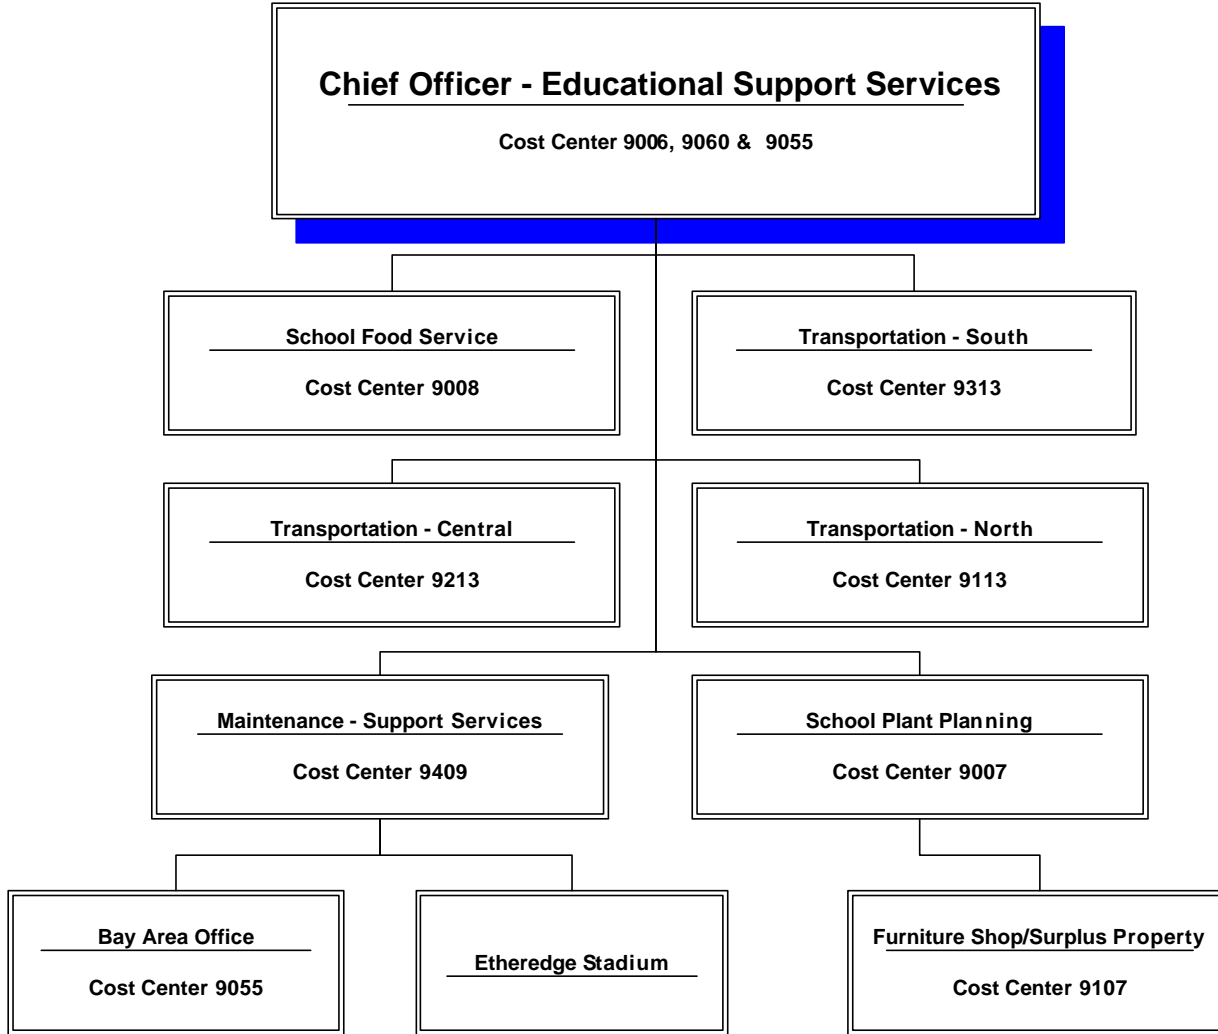 Chief Officer - Educational Support Services
Cost Center 9006, 9060 & 9055
School Food Service
Cost Center 9008
Transportation - South
Cost Center 9313
Transportation - Central
Cost Center 9213
Transportation - North
Cost Center 9113
Maintenance - Support Services
Cost Center 9409
School Plant Planning
Cost Center 9007
Bay Area Office
Cost Center 9055
Etheredge Stadium
Furniture Shop/Surplus Property
Cost Center 9107